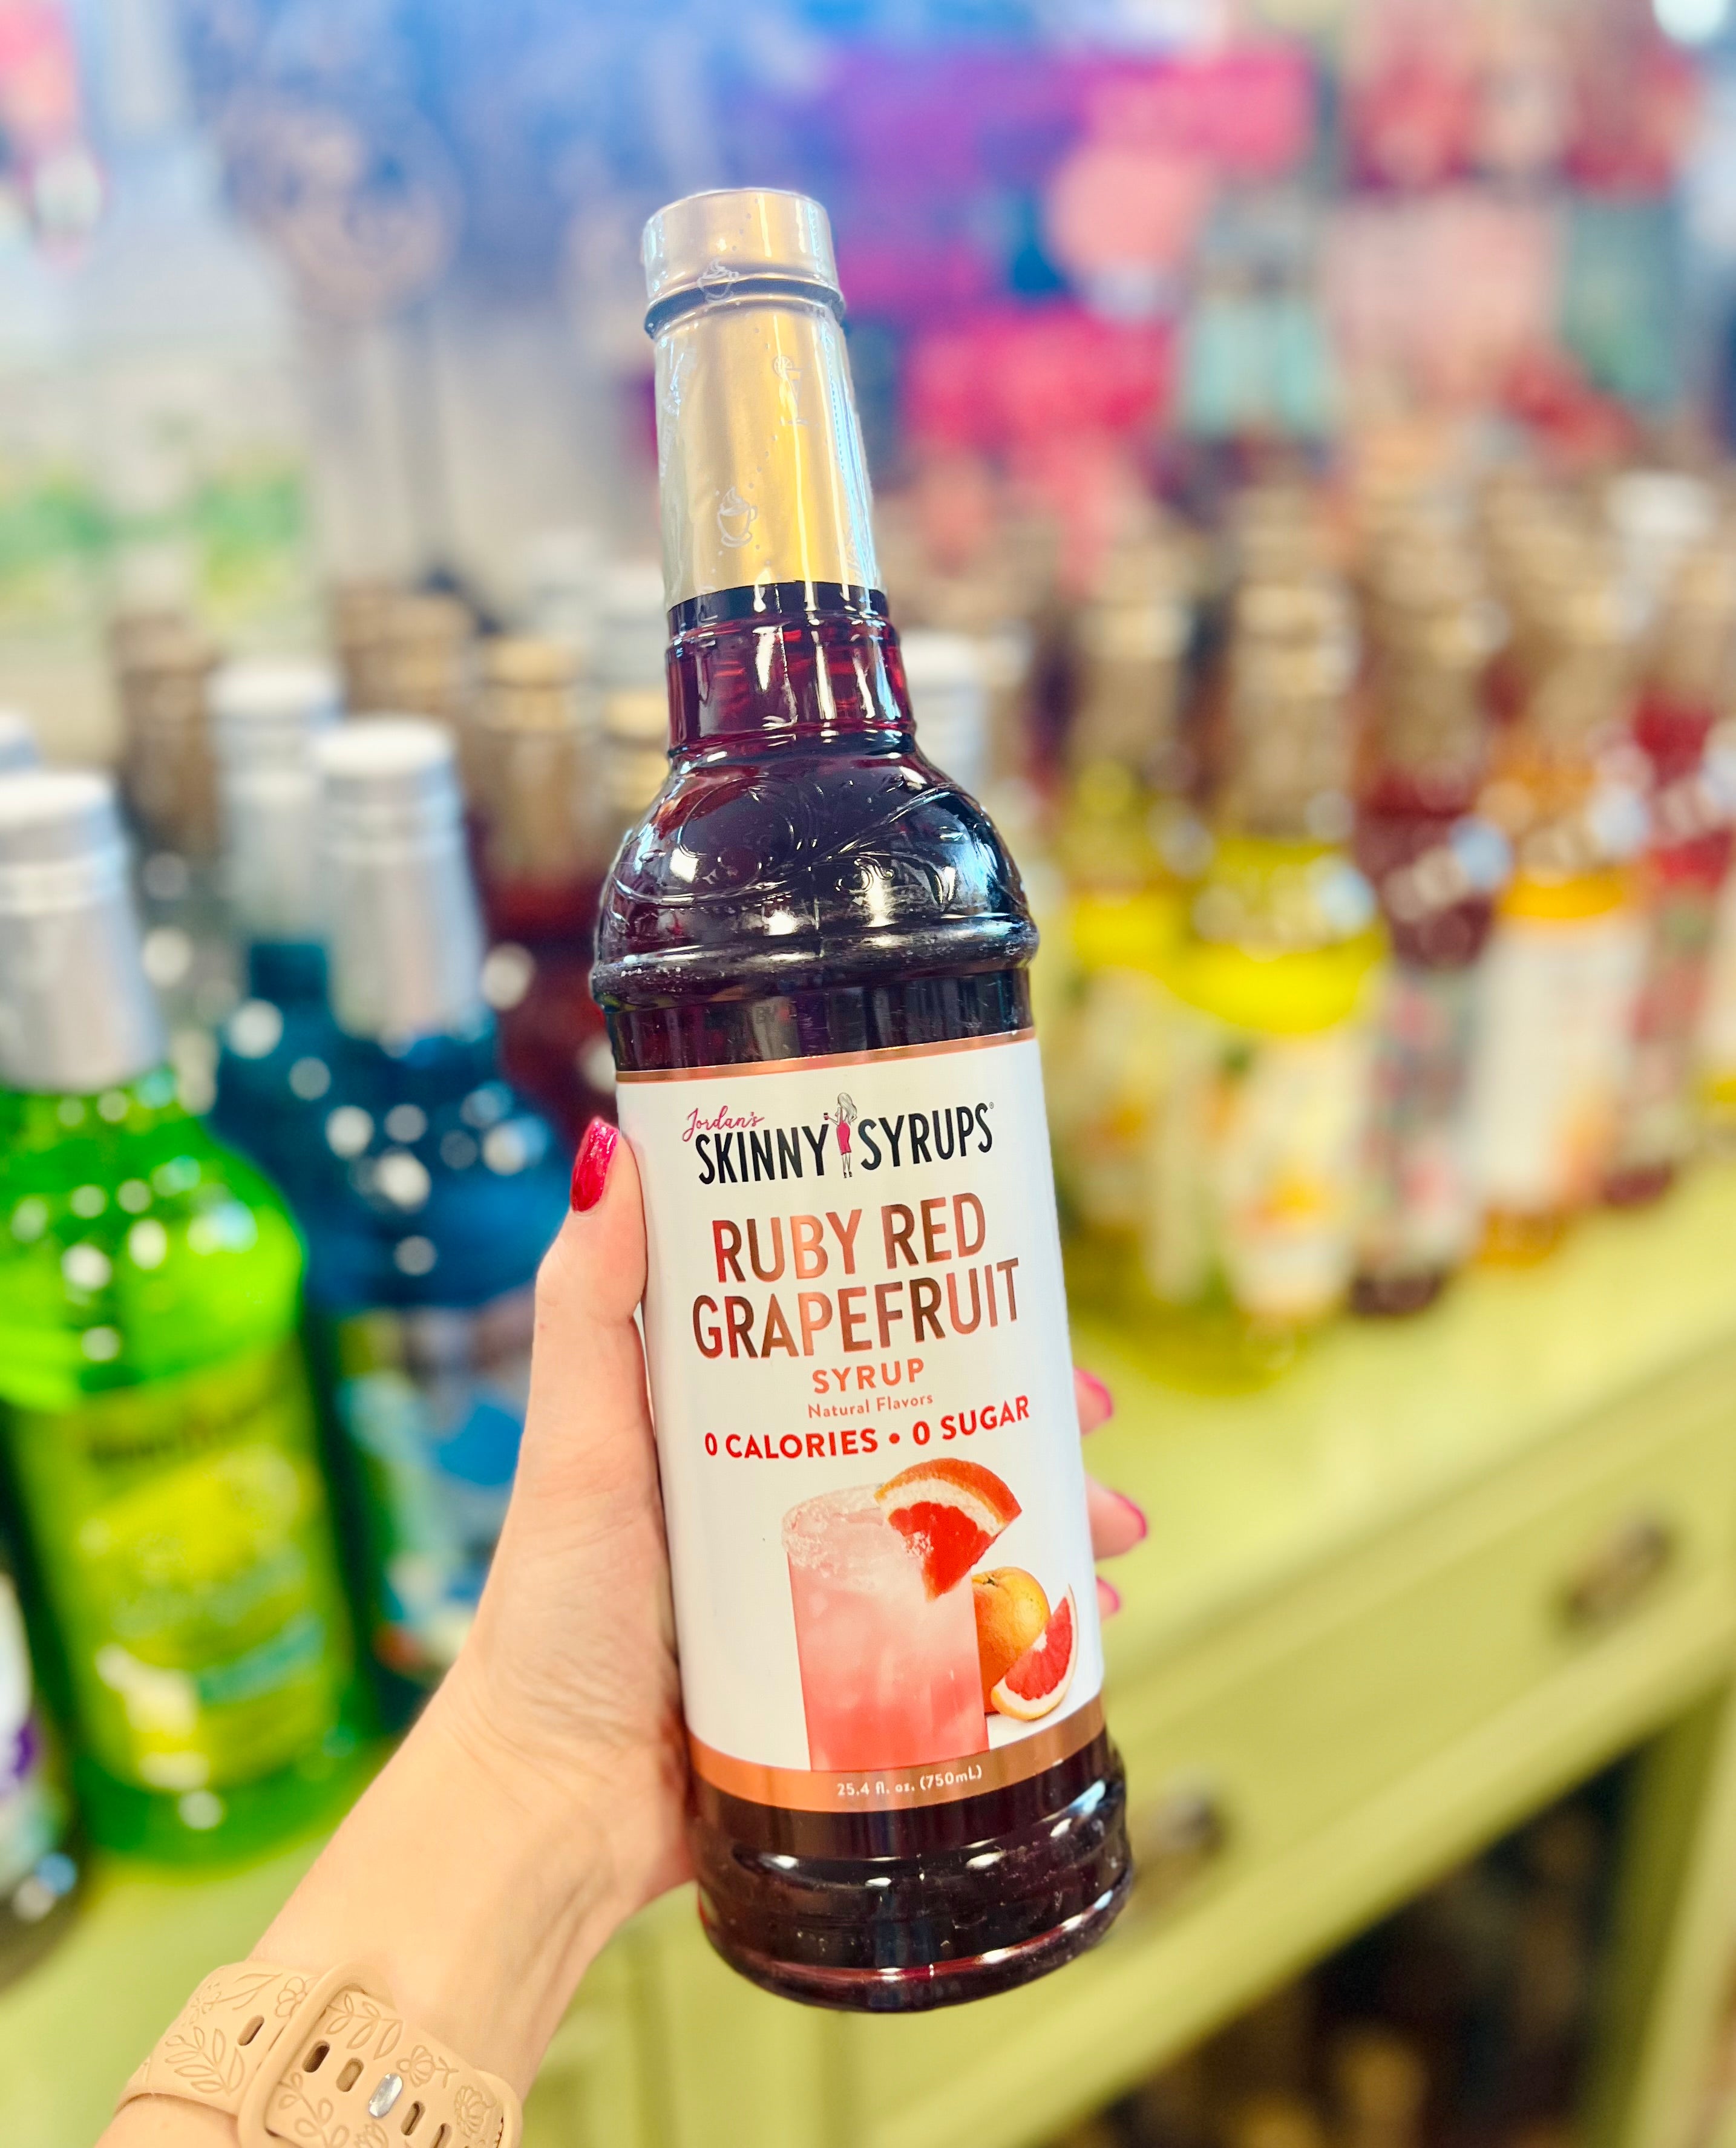 Jordan's
SKINNY SYRUPS®
RUBY RED
GRAPEFRUIT
SYRUP
Natural Flavors
0 CALORIES • 0 SUGAR
25.4 fl. oz. (750mL)